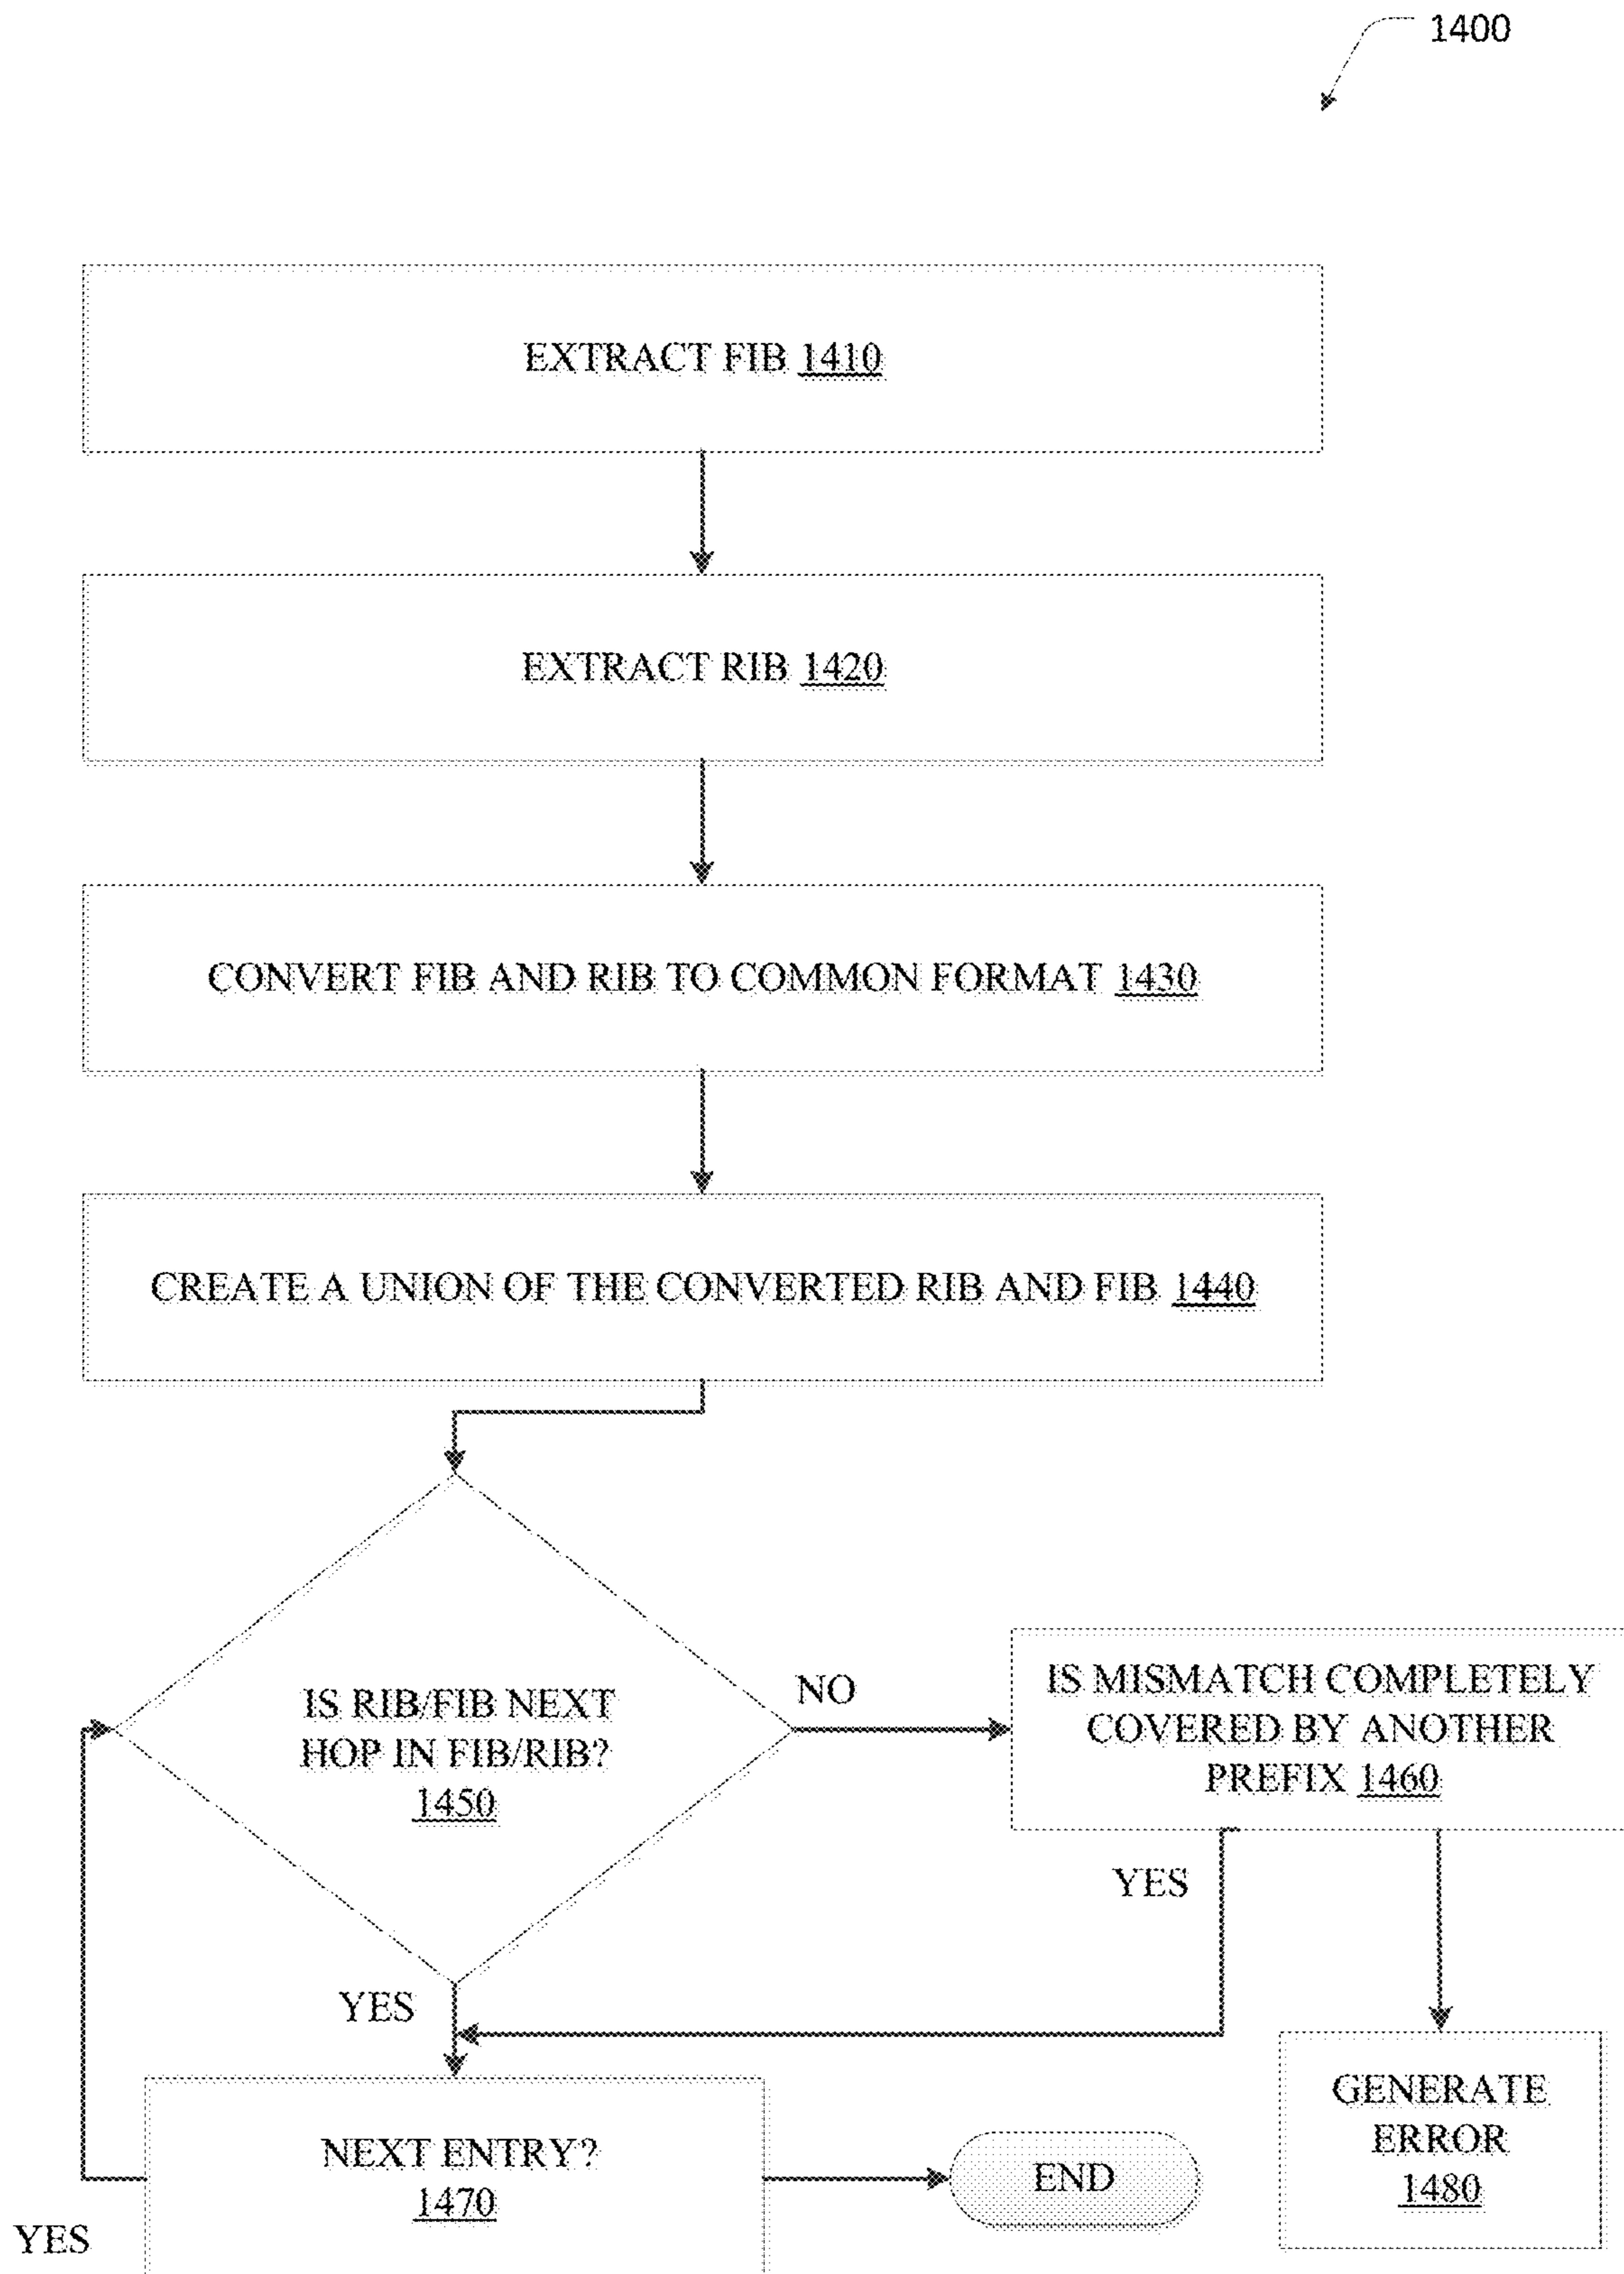 1400
EXTRACT FIB 1410
EXTRACT RIB 1420
CONVERT FIB AND RIB TO COMMON FORMAT 1430
CREATE A UNION OF THE CONVERTED RIB AND FIB 1440
IS RIB/FIB NEXT
HOP IN FIB/RIB?
1450
NO
IS MISMATCH COMPLETELY
COVERED BY ANOTHER
PREFIX 1460
YES
YES
GENERATE
ERROR
1480
NEXT ENTRY?
1470
END
YES